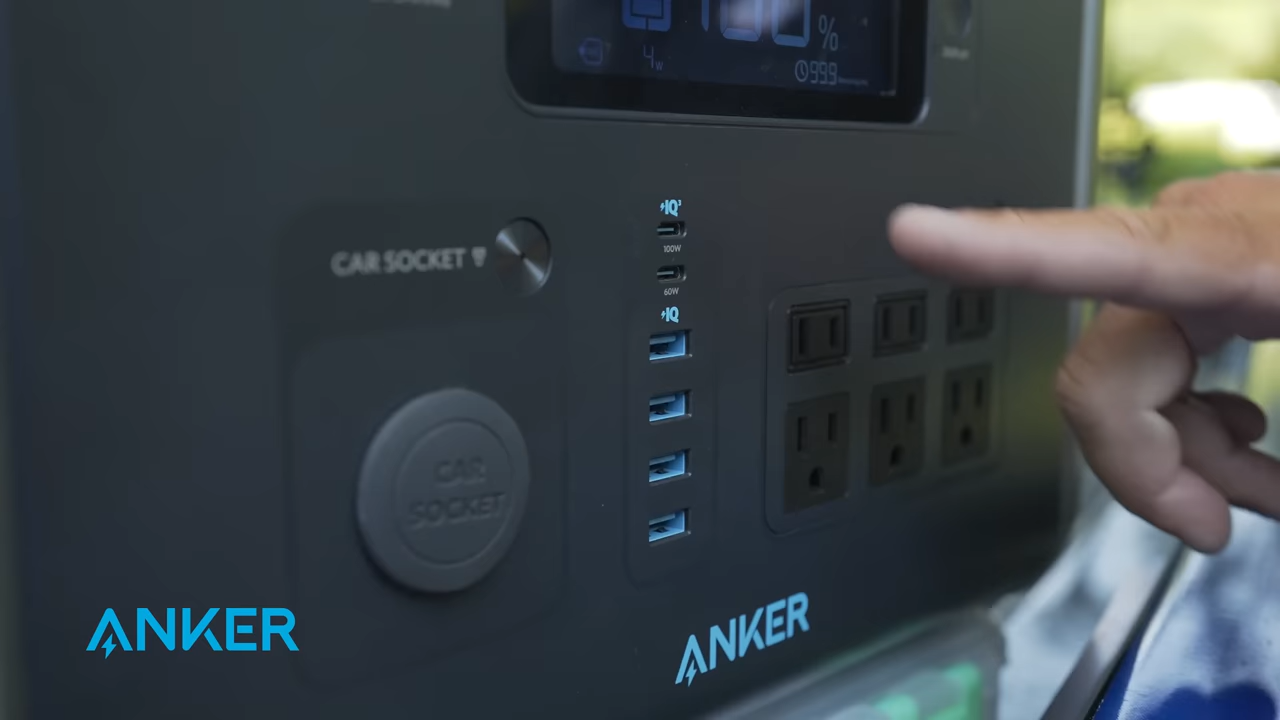 100%
4w
99.9
IQ³
CAR SOCKET
100W
60W
IQ
CAR
SOCKET
ANKER
ANKER